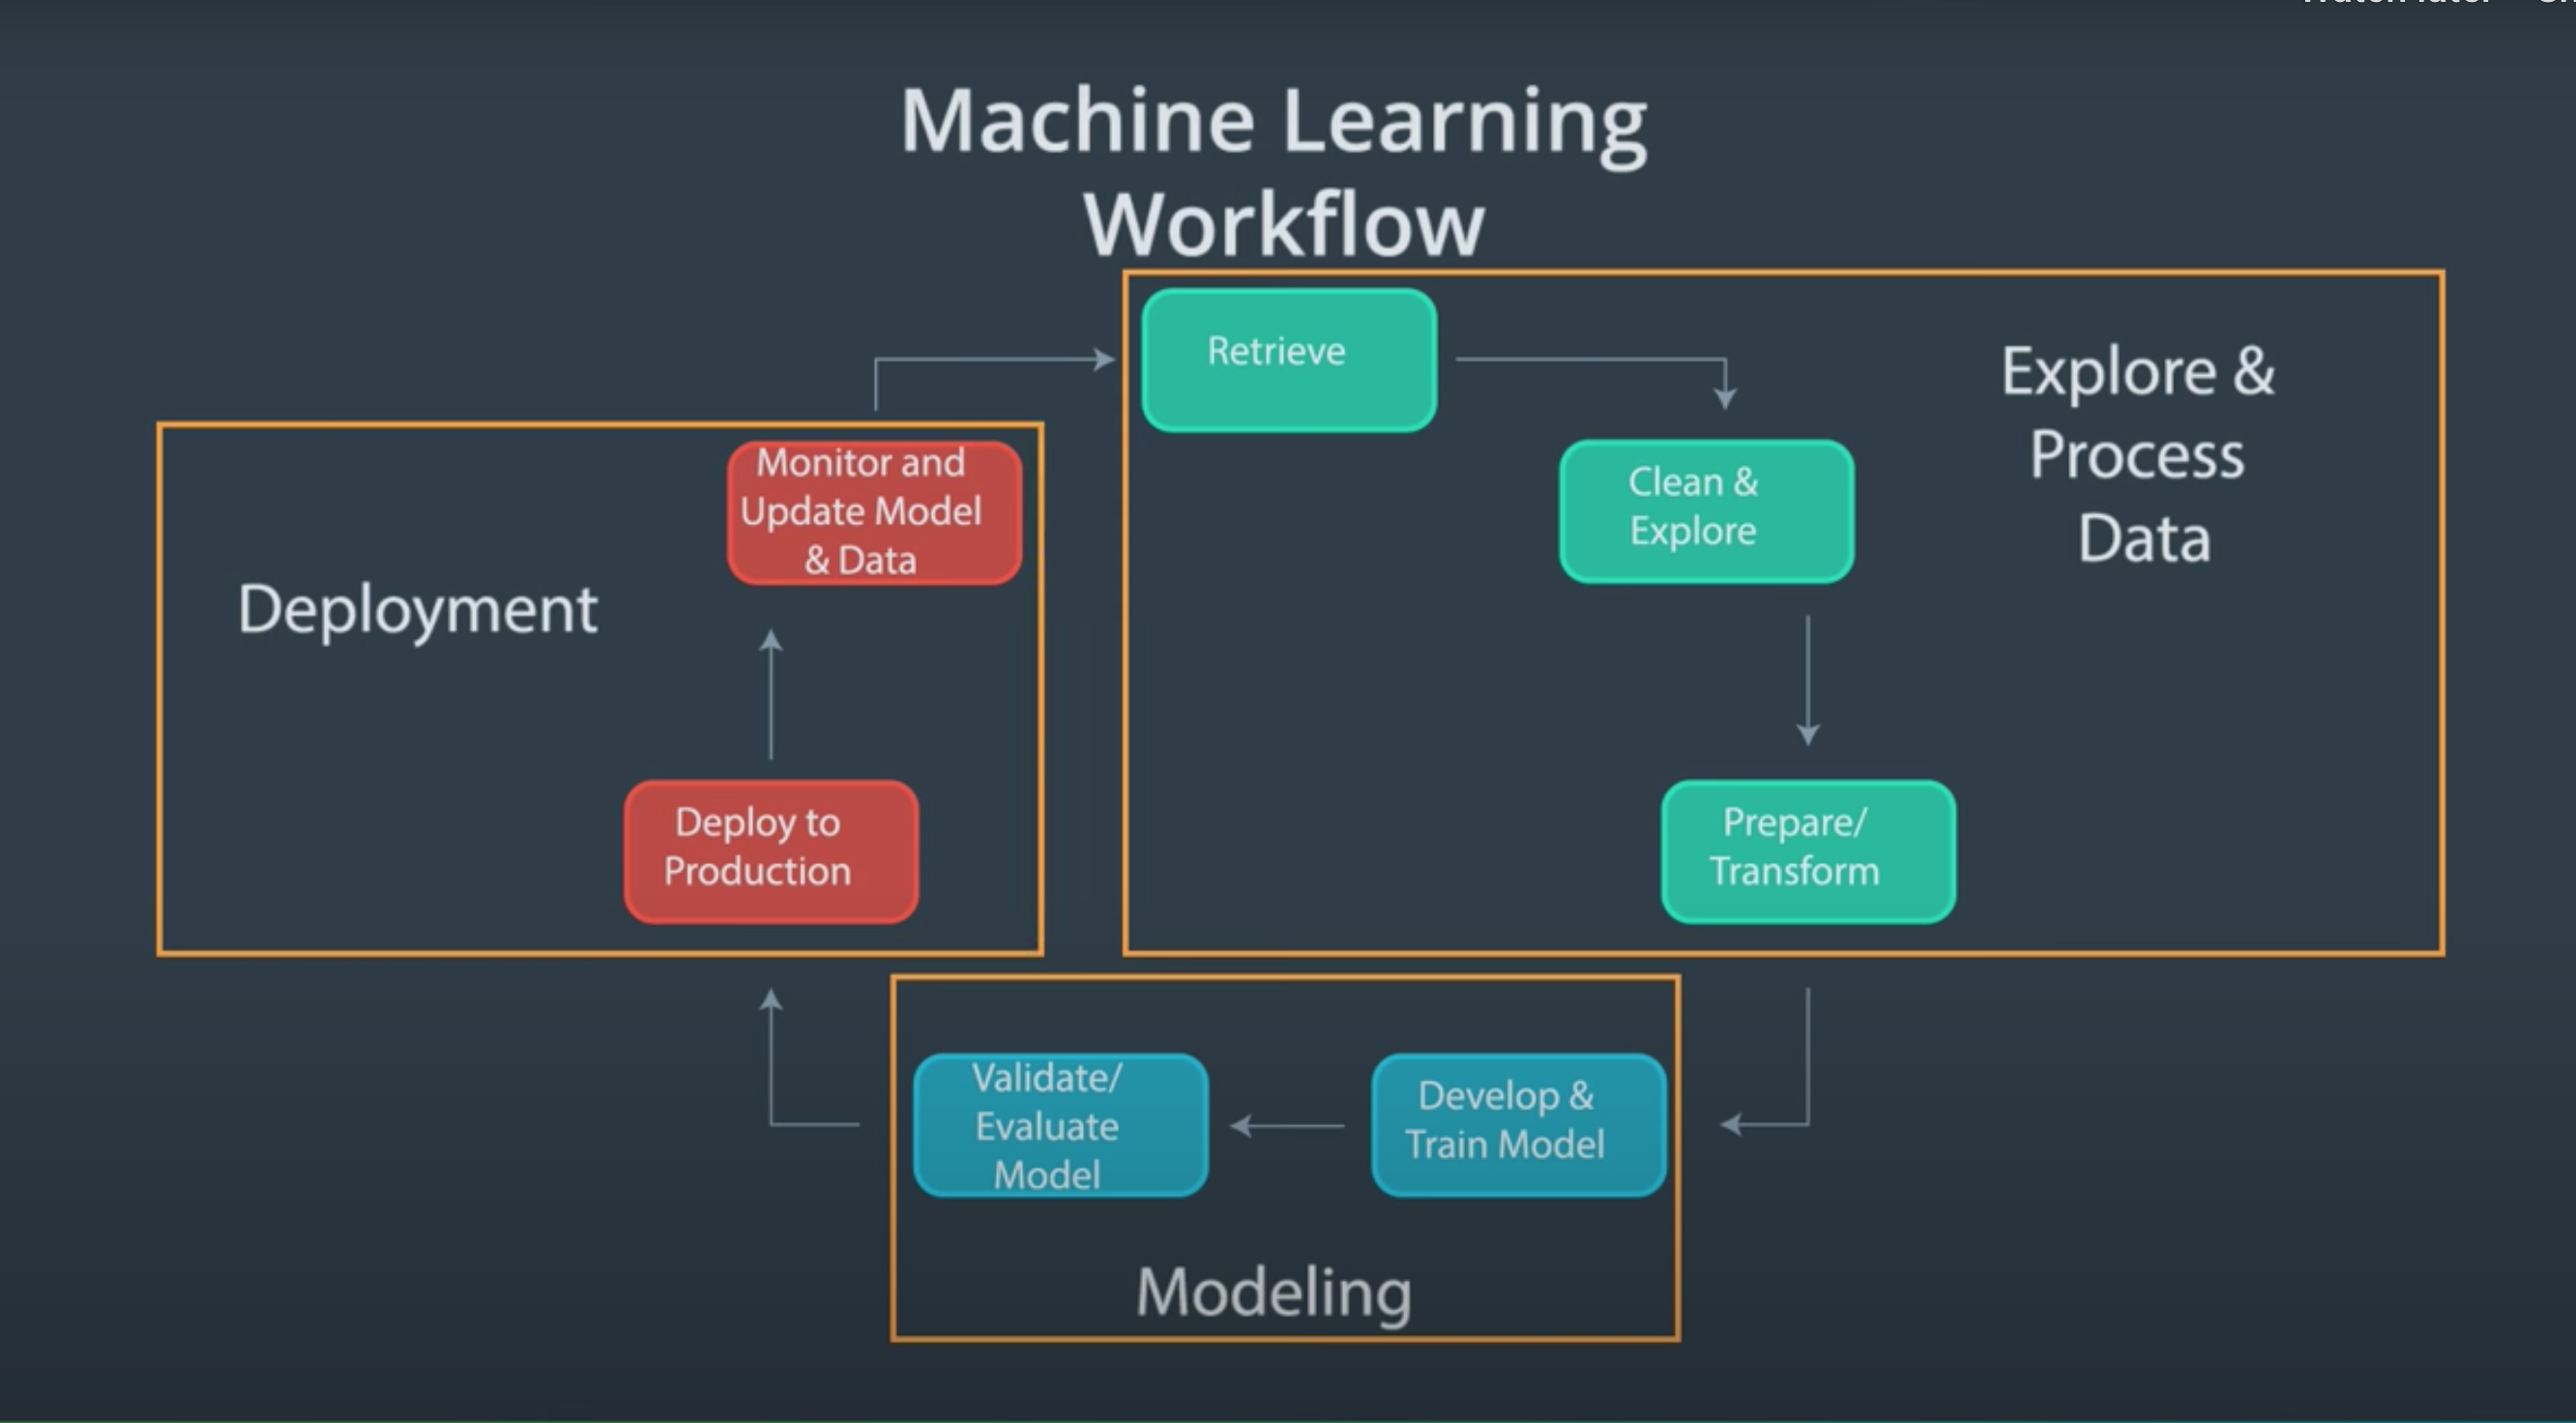 Machine Learning
Workflow
Retrieve
Explore &
Process
Data
Clean &
Explore
Prepare/
Transform
Develop &
Train Model
Validate/
Evaluate
Model
Modeling
Deploy to
Production
Monitor and
Update Model
& Data
Deployment